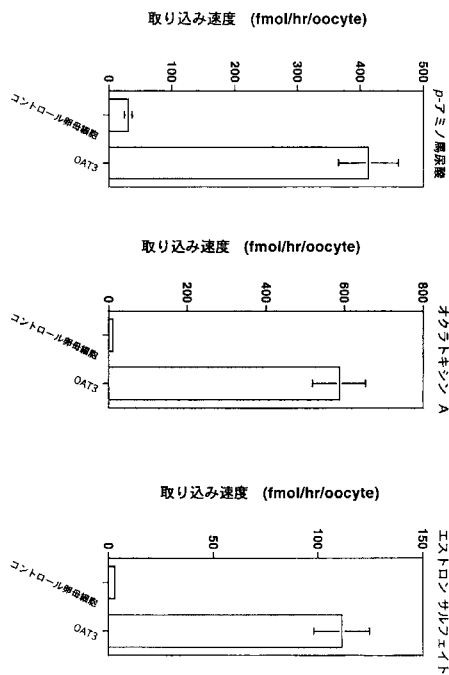 p-アミノ馬尿酸
取り込み速度 (fmol/hr/oocyte)
0
100
200
300
400
500
コントロール卵母細胞
OAT3
オクラトキシン A
取り込み速度 (fmol/hr/oocyte)
0
200
400
600
800
コントロール卵母細胞
OAT3
エストロン サルフェイト
取り込み速度 (fmol/hr/oocyte)
0
50
100
150
コントロール卵母細胞
OAT3